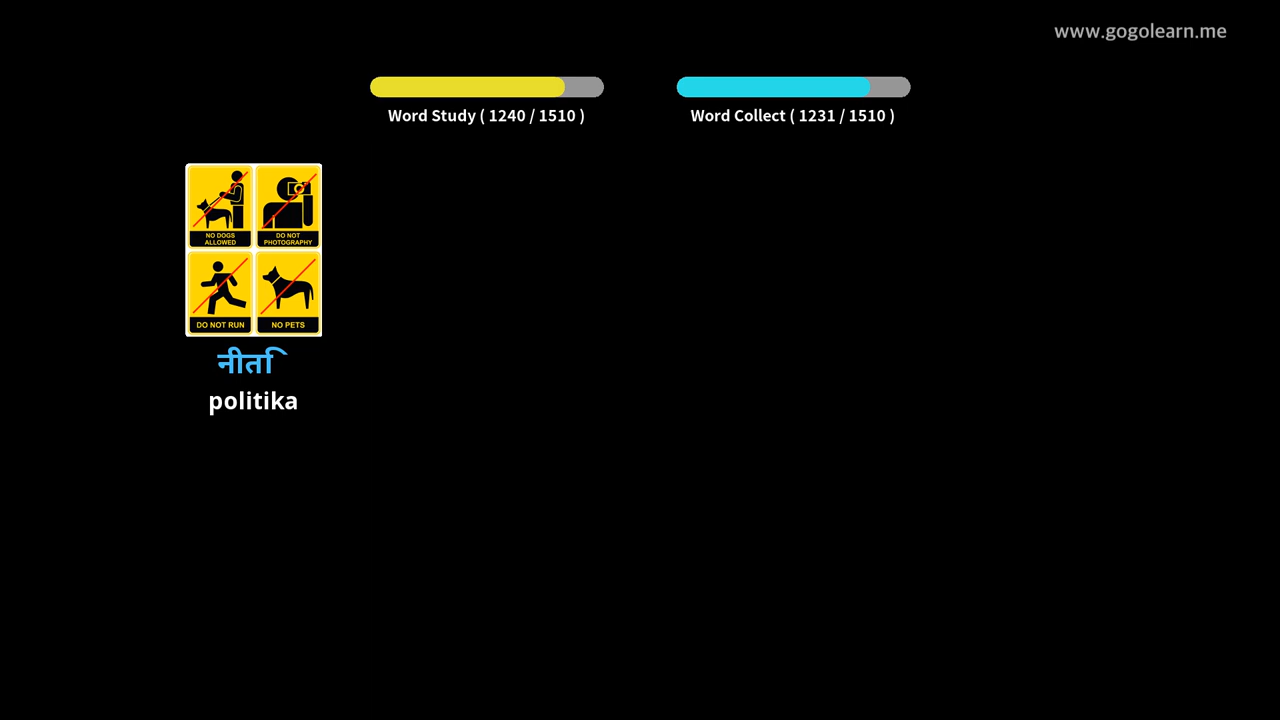 www.gogolearn.me
Word Study ( 1240 / 1510 )
Word Collect ( 1231 / 1510 )
NO DOGS
ALLOWED
DO NOT
PHOTOGRAPHY
DO NOT RUN
NO PETS
नीति
politika